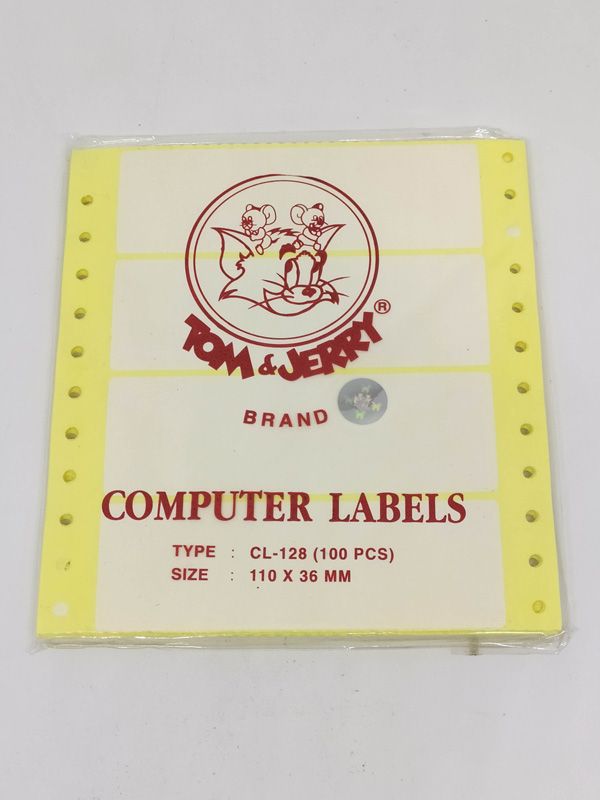 TOM & JERRY ®
BRAND
COMPUTER LABELS
TYPE : CL-128 (100 PCS)
SIZE : 110 X 36 MM